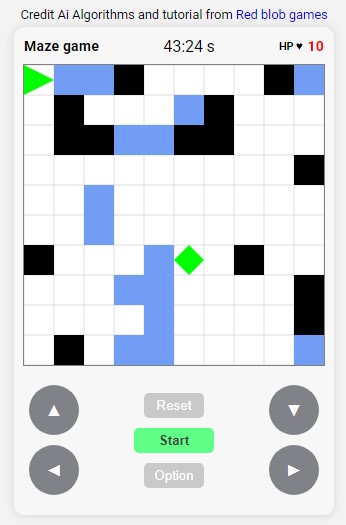 Credit Ai Algorithms and tutorial from Red blob games
Maze game 43:24 s HP ♥ 10
Reset
Start
Option